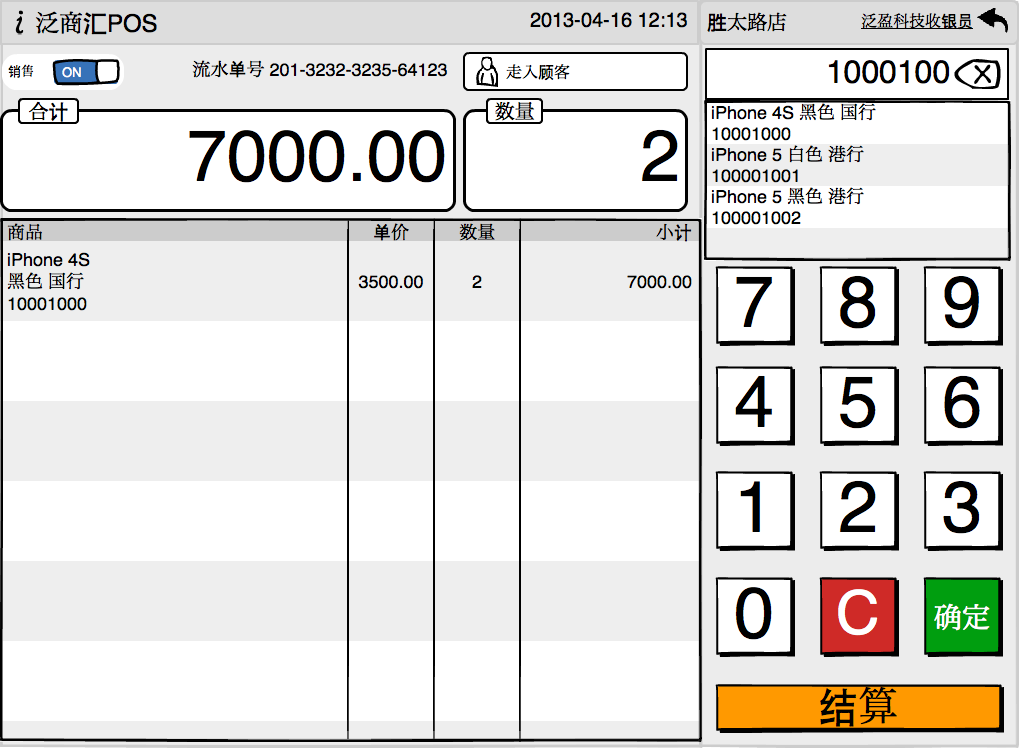 i 泛商汇POS
2013-04-16 12:13
胜太路店
泛盈科技收银员
销售
ON
流水单号 201-3232-3235-64123
走入顾客
1000100
合计
7000.00
数量
2
iPhone 4S 黑色 国行
10001000
iPhone 5 白色 港行
100001001
iPhone 5 黑色 港行
100001002
商品 单价 数量 小计
iPhone 4S
黑色 国行
10001000
3500.00 2 7000.00
7 8 9
4 5 6
1 2 3
0 C 确定
结算